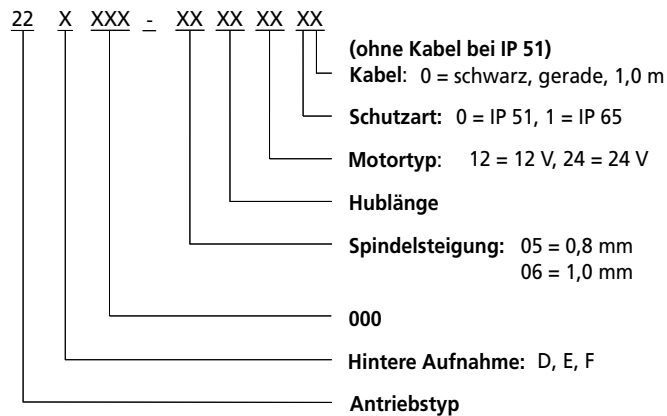 22 X XXX - XX XX XX XX
(ohne Kabel bei IP 51)
Kabel: 0 = schwarz, gerade, 1,0 m
Schutzart: 0 = IP 51, 1 = IP 65
Motortyp: 12 = 12 V, 24 = 24 V
Hublänge
Spindelsteigung: 05 = 0,8 mm
06 = 1,0 mm
000
Hintere Aufnahme: D, E, F
Antriebstyp